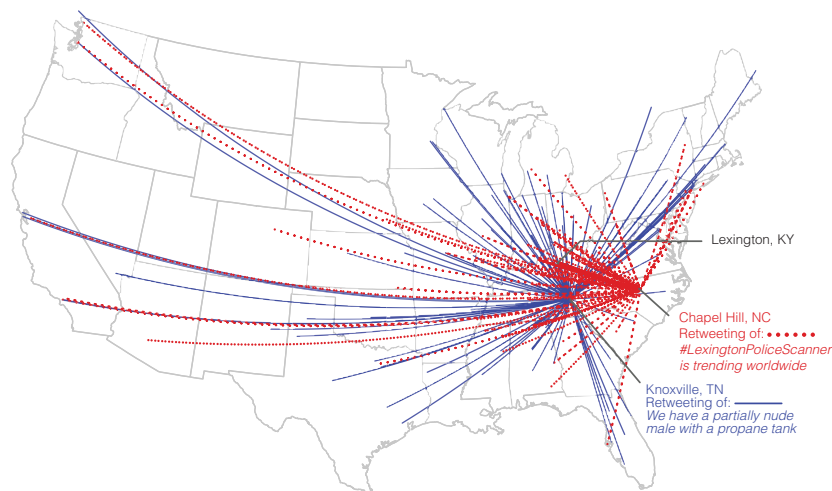 Lexington, KY
Chapel Hill, NC
Retweeting of:
#LexingtonPoliceScanner
is trending worldwide
Knoxville, TN
Retweeting of:
We have a partially nude
male with a propane tank